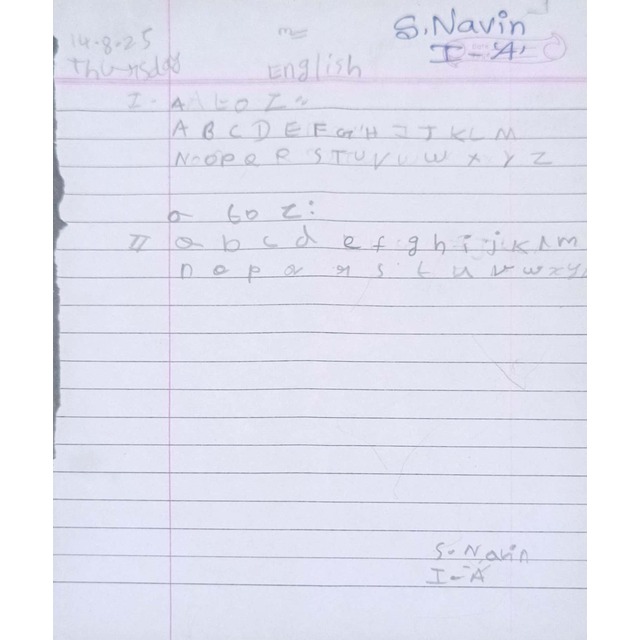 S. Navin
I - A
14-8-25
Thursday
English
I. A to Z:
A B C D E F G H I J K L M
N O P Q R S T U V U W X Y Z
a to z:
II a b c d e f g h i j k l m
n o p q r s t u v w x y
S. Navin
I - A